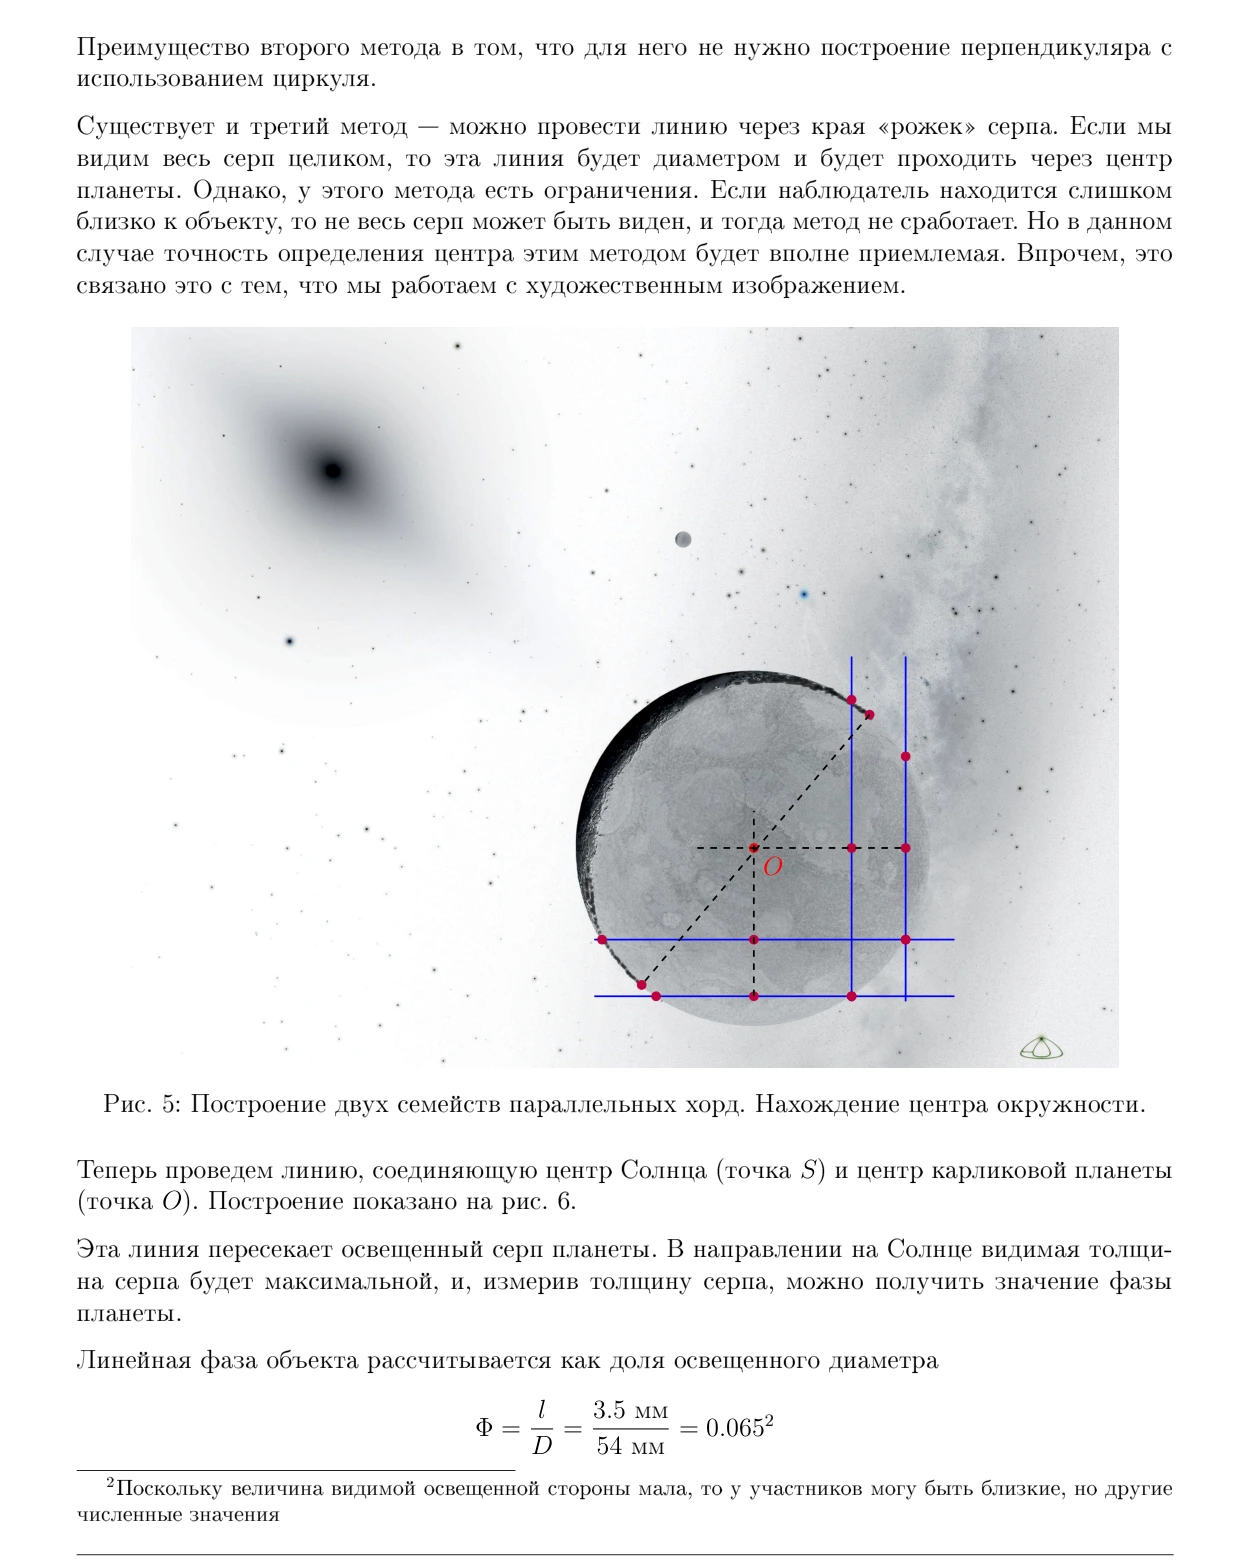 Преимущество второго метода в том, что для него не нужно построение перпендикуляра с
использованием циркуля.
Существует и третий метод — можно провести линию через края «рожек» серпа. Если мы
видим весь серп целиком, то эта линия будет диаметром и будет проходить через центр
планеты. Однако, у этого метода есть ограничения. Если наблюдатель находится слишком
близко к объекту, то не весь серп может быть виден, и тогда метод не сработает. Но в данном
случае точность определения центра этим методом будет вполне приемлемая. Впрочем, это
связано это с тем, что мы работаем с художественным изображением.
O
Рис. 5: Построение двух семейств параллельных хорд. Нахождение центра окружности.
Теперь проведем линию, соединяющую центр Солнца (точка S) и центр карликовой планеты
(точка O). Построение показано на рис. 6.
Эта линия пересекает освещенный серп планеты. В направлении на Солнце видимая толщи-
на серпа будет максимальной, и, измерив толщину серпа, можно получить значение фазы
планеты.
Линейная фаза объекта рассчитывается как доля освещенного диаметра
Φ = l/D = 3.5 мм/54 мм = 0.065²
²Поскольку величина видимой освещенной стороны мала, то у участников могу быть близкие, но другие
численные значения